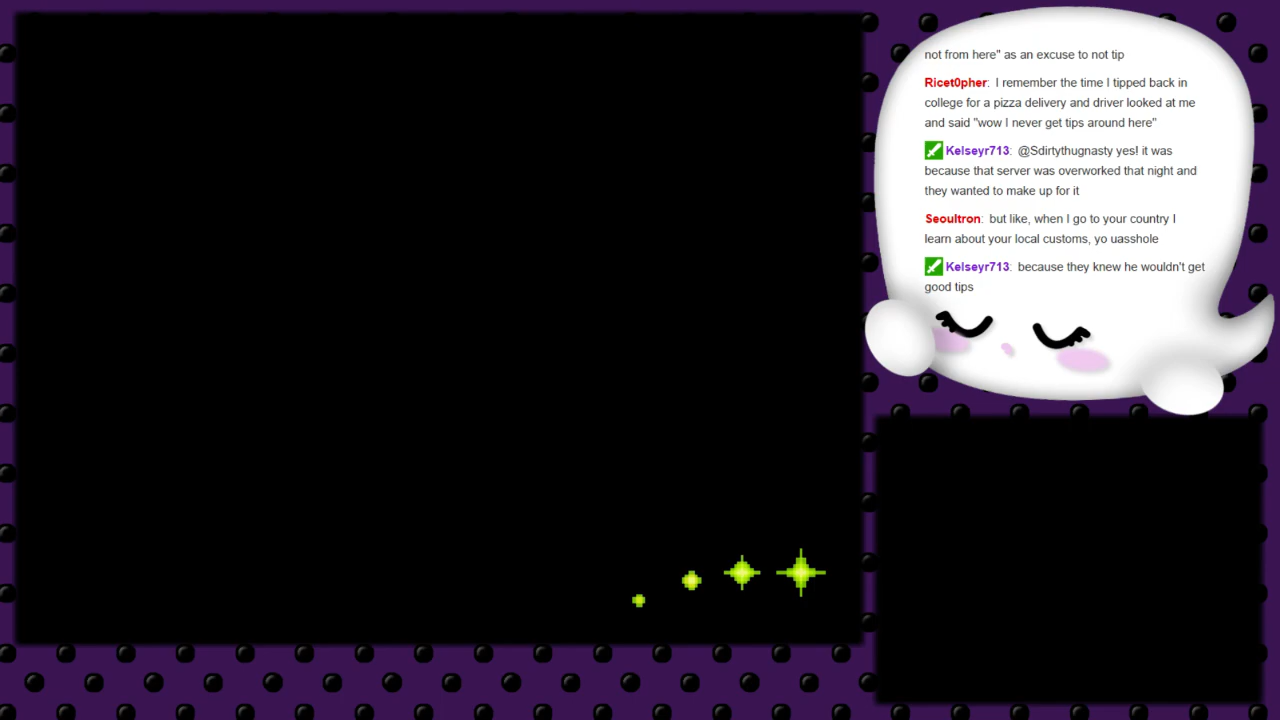 not from here" as an excuse to not tip
Ricet0pher: I remember the time I tipped back in
college for a pizza delivery and driver looked at me
and said "wow I never get tips around here"
Kelseyr713: @Sdirtythugnasty yes! it was
because that server was overworked that night and
they wanted to make up for it
Seoultron: but like, when I go to your country I
learn about your local customs, yo uasshole
Kelseyr713: because they knew he wouldn't get
good tips